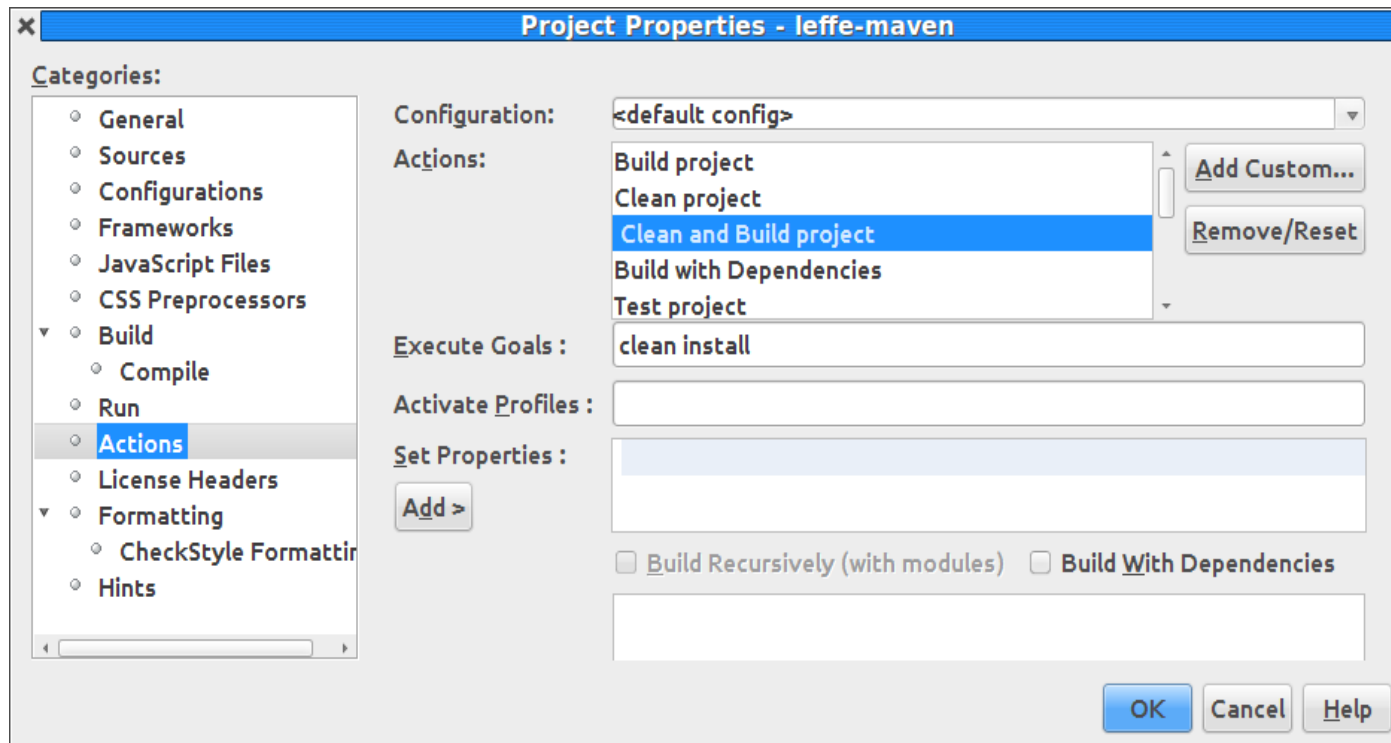 Project Properties - leffe-maven
Categories:
General
Sources
Configurations
Frameworks
JavaScript Files
CSS Preprocessors
Build
Compile
Run
Actions
License Headers
Formatting
CheckStyle Formattin
Hints
Configuration:
<default config>
Actions:
Build project
Clean project
Clean and Build project
Build with Dependencies
Test project
Add Custom...
Remove/Reset
Execute Goals :
clean install
Activate Profiles :
Set Properties :
Add >
Build Recursively (with modules)
Build With Dependencies
OK
Cancel
Help